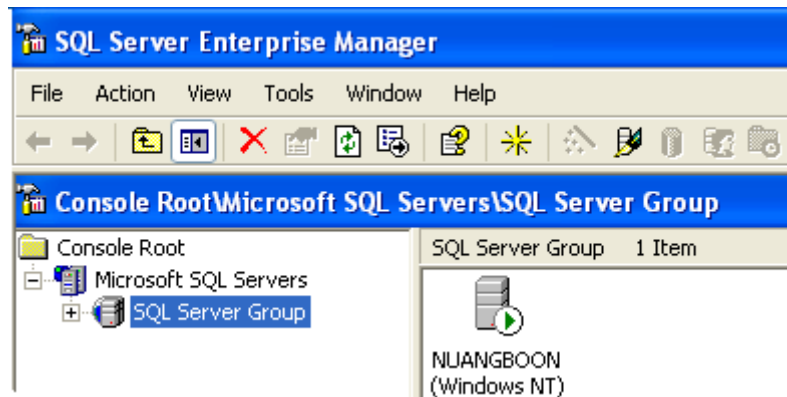 SQL Server Enterprise Manager
File Action View Tools Window Help
Console Root\Microsoft SQL Servers\SQL Server Group
Console Root
Microsoft SQL Servers
SQL Server Group
SQL Server Group 1 Item
NUANGBOON
(Windows NT)